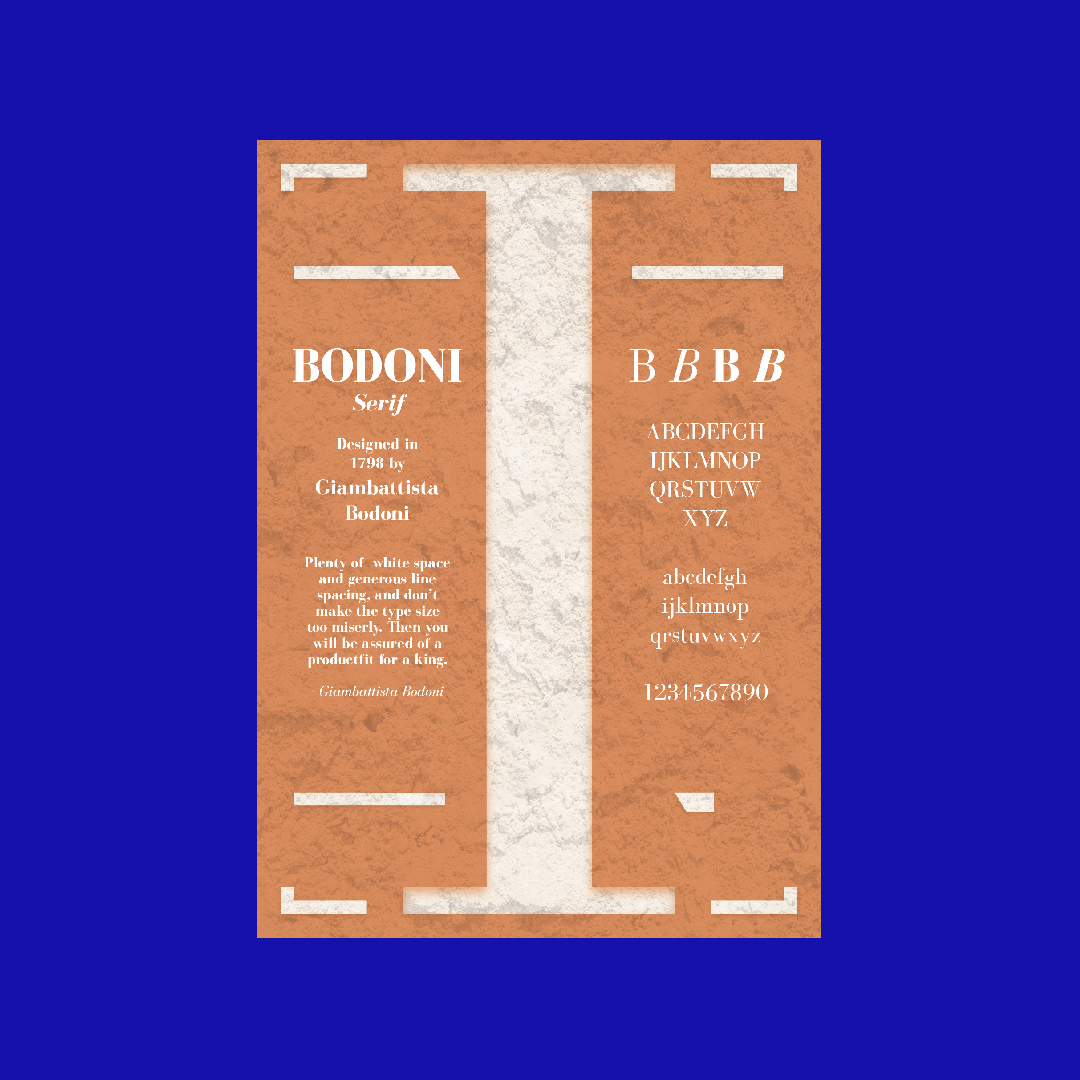 I
BODONI
Serif
Designed in
1798 by
Giambattista
Bodoni
Plenty of white space
and generous line
spacing, and don't
make the type size
too miserly. Then you
will be assured of a
productfit for a king.
Giambattista Bodoni
B B B B
ABCDEFGH
IJKLMNOP
QRSTUVW
XYZ
abcdefgh
ijklmnop
qrstuvwxyz
1234567890